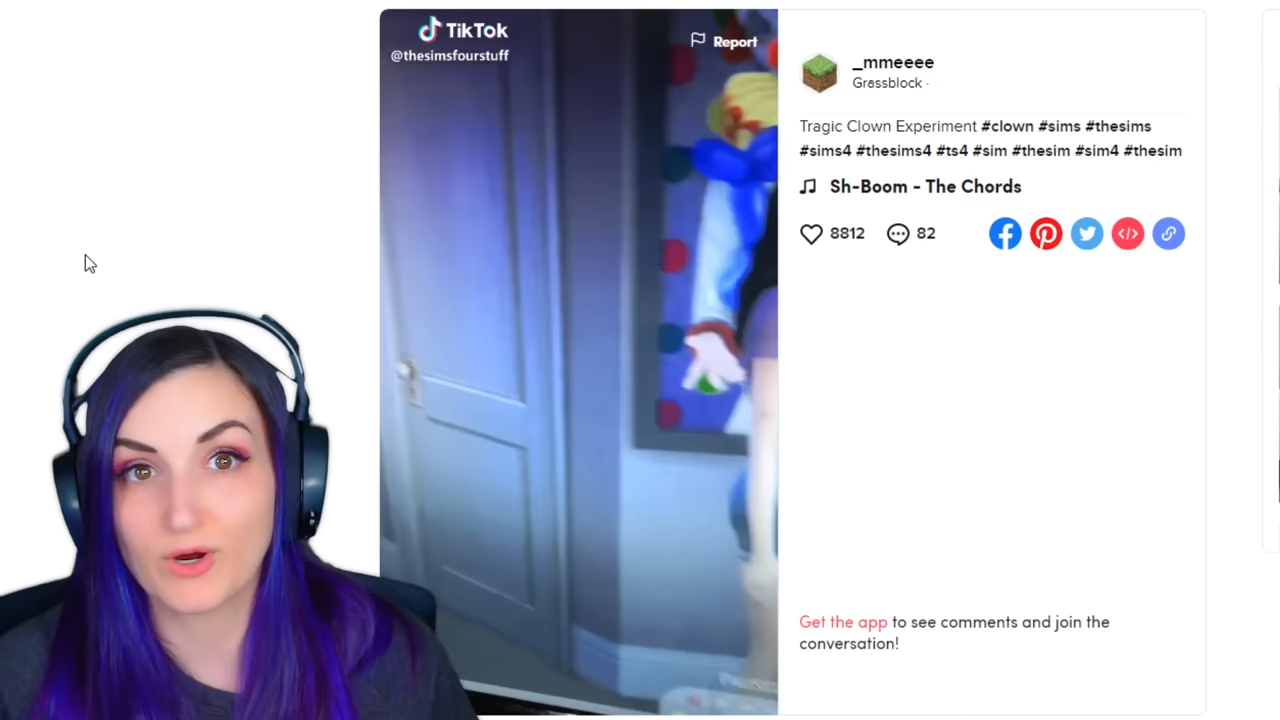 TikTok
@thesimsfourstuff
Report
_mmeeee
Grassblock ·
Tragic Clown Experiment #clown #sims #thesims
#sims4 #thesims4 #ts4 #sim #thesim #sim4 #thesim
Sh-Boom - The Chords
8812
82
Get the app to see comments and join the
conversation!